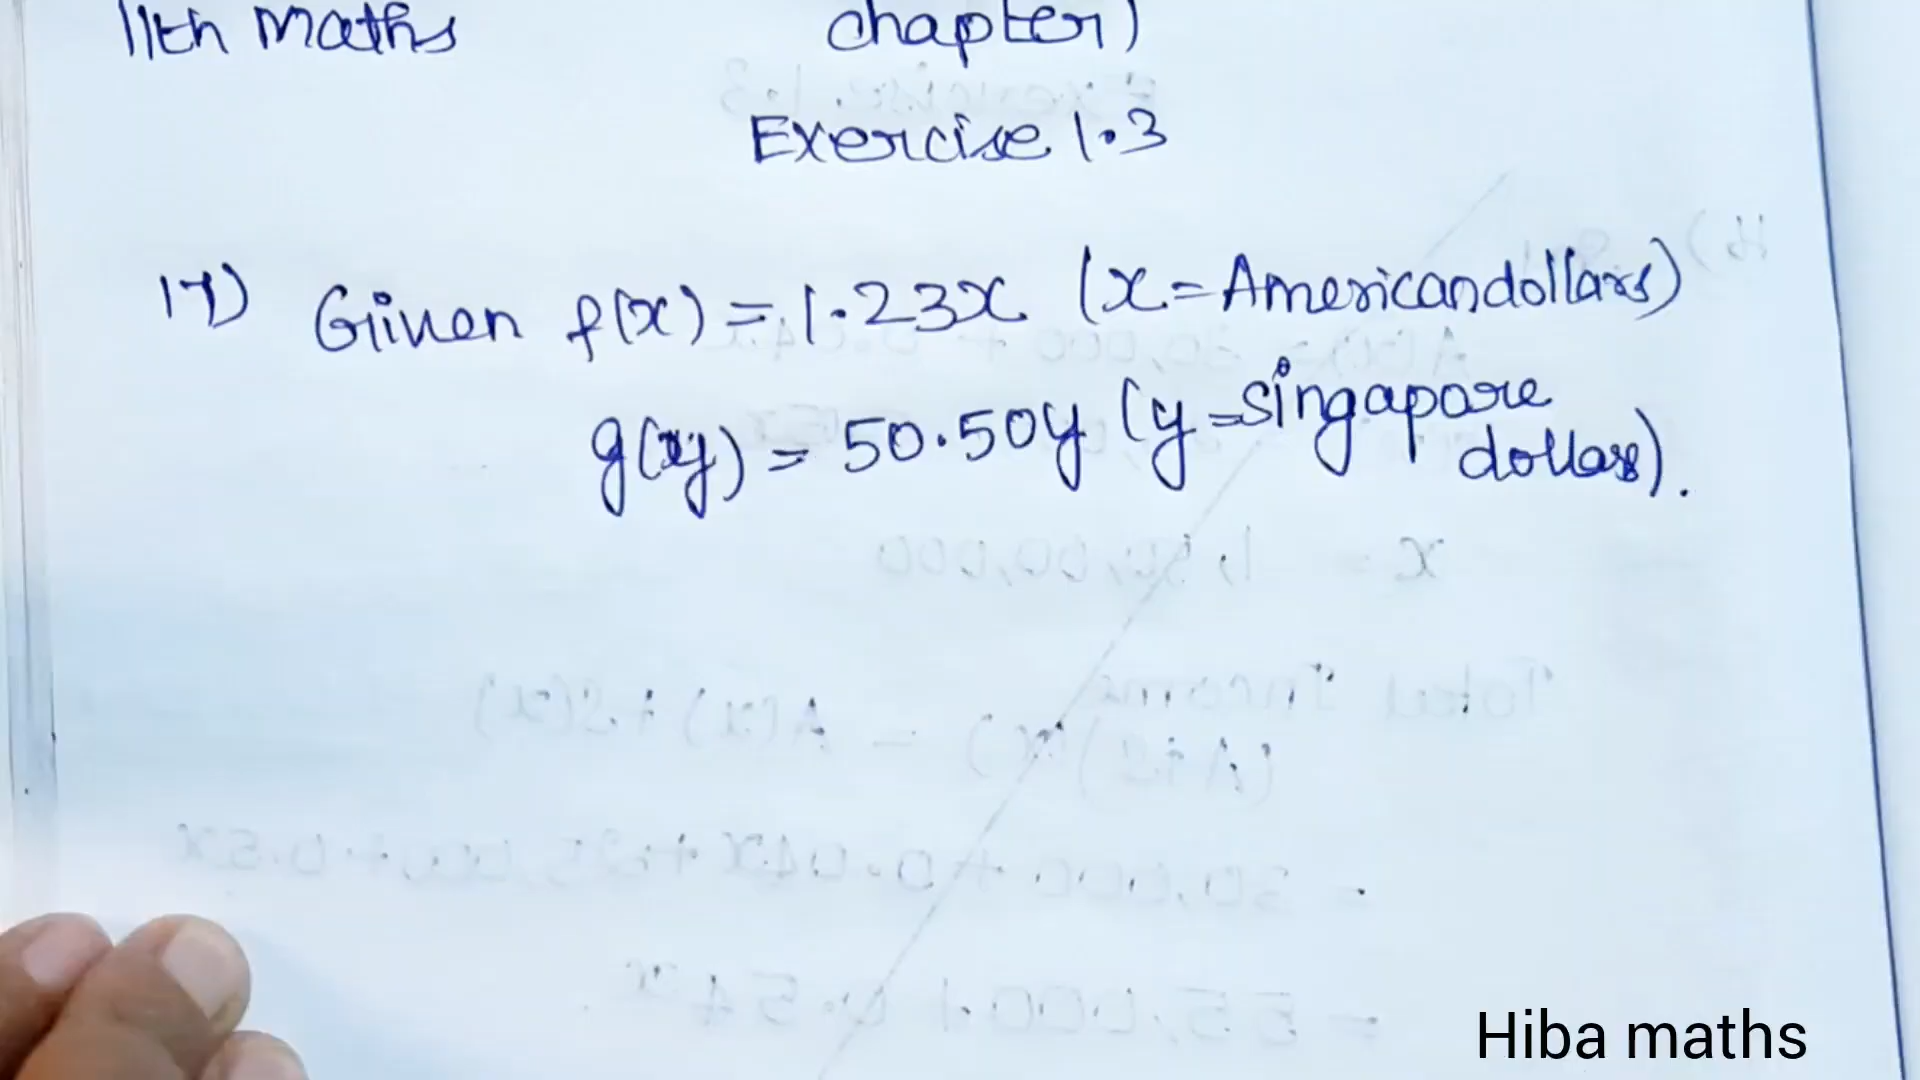 11th Maths chapter 1
Exercise 1.3
17) Given f(x) = 1.23x (x = American dollars)
g(y) = 50.50y (y = singapore
dollars).
Hiba maths